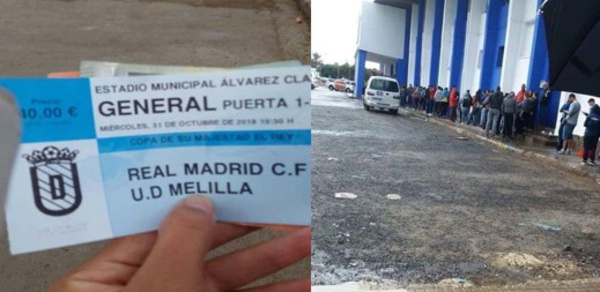 ESTADIO MUNICIPAL ÁLVAREZ CLA
Precio:
40,00 €
GENERAL PUERTA 1-
MIÉRCOLES, 31 DE OCTUBRE DE 2018 19:30 H
COPA DE SU MAJESTAD EL REY
REAL MADRID C.F
U.D MELILLA